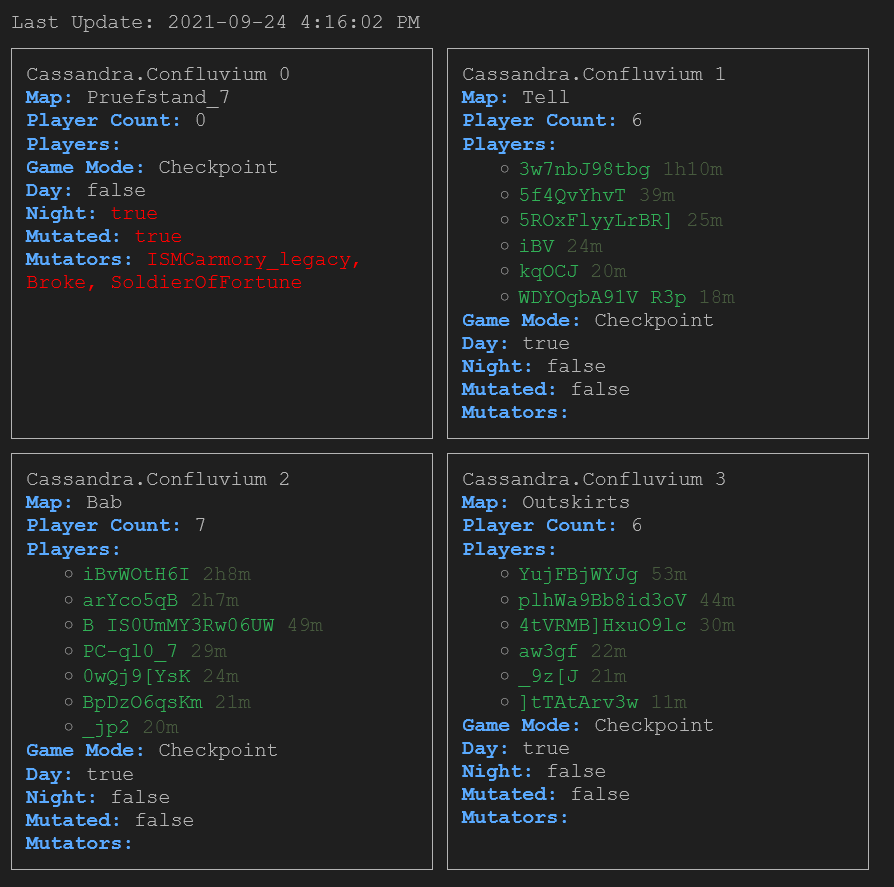 Last Update: 2021-09-24 4:16:02 PM
Cassandra.Confluvium 0
Map: Pruefstand_7
Player Count: 0
Players:
Game Mode: Checkpoint
Day: false
Night: true
Mutated: true
Mutators: ISMCarmory_legacy,
Broke, SoldierOfFortune
Cassandra.Confluvium 1
Map: Tell
Player Count: 6
Players:
3w7nbJ98tbg 1h10m
5f4QvYhvT 39m
5ROxFlyyLrBR] 25m
iBV 24m
kqOCJ 20m
WDYOgbA91V R3p 18m
Game Mode: Checkpoint
Day: true
Night: false
Mutated: false
Mutators:
Cassandra.Confluvium 2
Map: Bab
Player Count: 7
Players:
iBvWOtH6I 2h8m
arYco5qB 2h7m
B IS0UmMY3Rw06UW 49m
PC-ql0_7 29m
0wQj9[YsK 24m
BpDzO6qsKm 21m
_jp2 20m
Game Mode: Checkpoint
Day: true
Night: false
Mutated: false
Mutators:
Cassandra.Confluvium 3
Map: Outskirts
Player Count: 6
Players:
YujFBjWYJg 53m
plhWa9Bb8id3oV 44m
4tVRMB]HxuO9lc 30m
aw3gf 22m
_9z[J 21m
]tTAtArv3w 11m
Game Mode: Checkpoint
Day: true
Night: false
Mutated: false
Mutators: